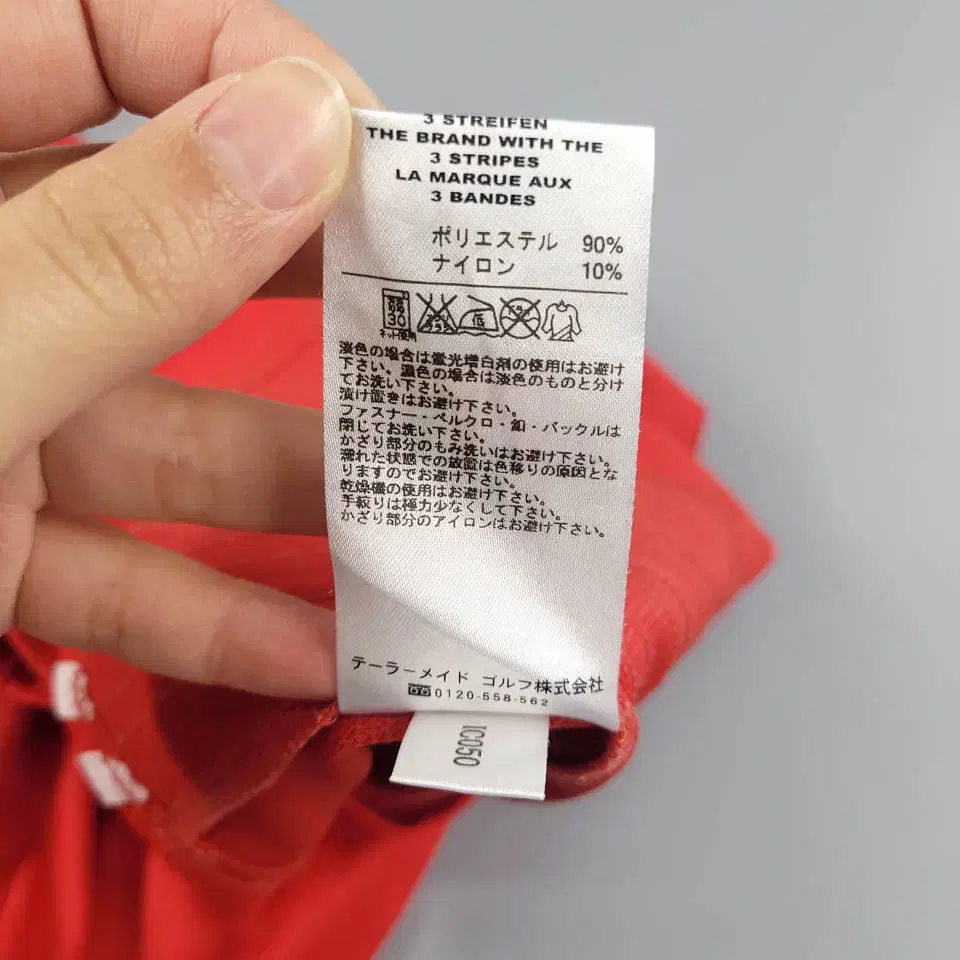 3 STREIFEN
THE BRAND WITH THE
3 STRIPES
LA MARQUE AUX
3 BANDES
ポリエステル 90%
ナイロン 10%
30
低
ネット使用
淡色の場合は蛍光増白剤の使用はお避け
下さい。濃色の場合は淡色のものと分け
てお洗い下さい。
漬け置きはお避け下さい。
ファスナー・ベルクロ・釦・バックルは
閉じてお洗い下さい。
かざり部分のもみ洗いはお避け下さい。
濡れた状態での放置は色移りの原因とな
りますのでお避け下さい。
乾燥機の使用はお避け下さい。
手絞りは極力少なくして下さい。
かざり部分のアイロンはお避け下さい。
テーラーメイド ゴルフ株式会社
0120-558-562
IC050